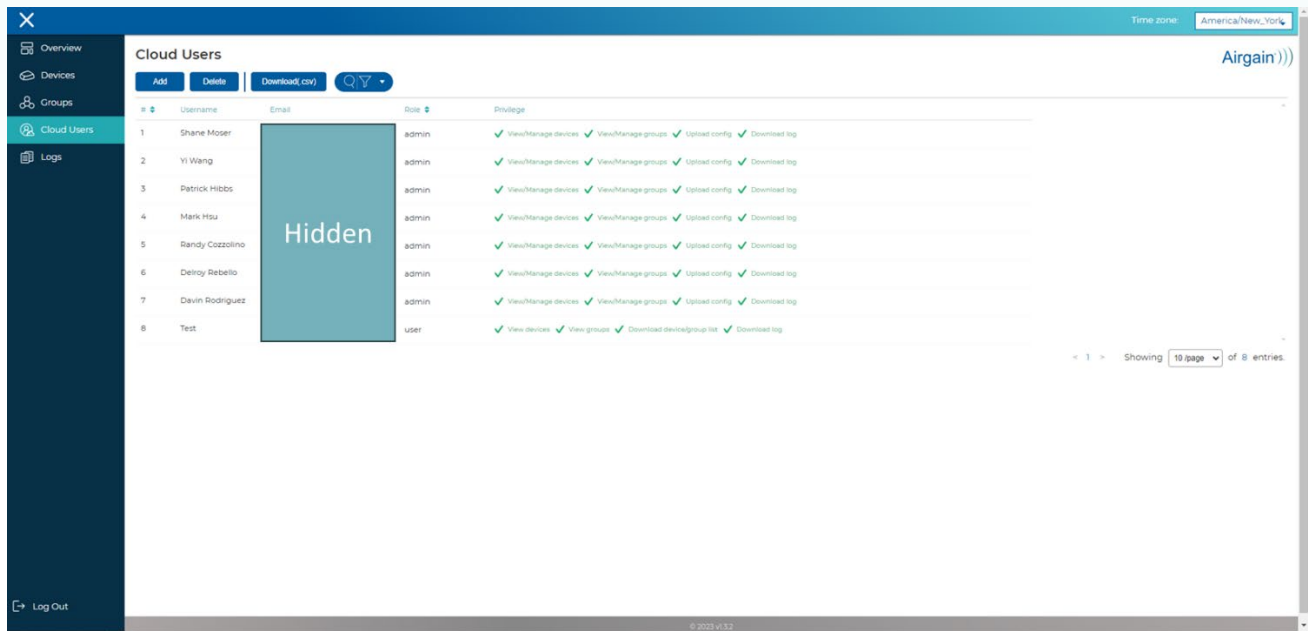 Time zone: America/New_York
Overview
Devices
Groups
Cloud Users
Logs
Log Out
Cloud Users
Airgain
Add Delete Download(.csv)
# Username Email Role Privilege
1 Shane Moser admin View/Manage devices View/Manage groups Upload config Download log
2 Yi Wang admin View/Manage devices View/Manage groups Upload config Download log
3 Patrick Hibbs admin View/Manage devices View/Manage groups Upload config Download log
4 Mark Hsu admin View/Manage devices View/Manage groups Upload config Download log
Hidden
5 Randy Cozzolino admin View/Manage devices View/Manage groups Upload config Download log
6 Delroy Rebello admin View/Manage devices View/Manage groups Upload config Download log
7 Davin Rodriguez admin View/Manage devices View/Manage groups Upload config Download log
8 Test user View devices View groups Download device/group list Download log
< 1 > Showing 10 /page of 8 entries.
© 2023 v1.3.2